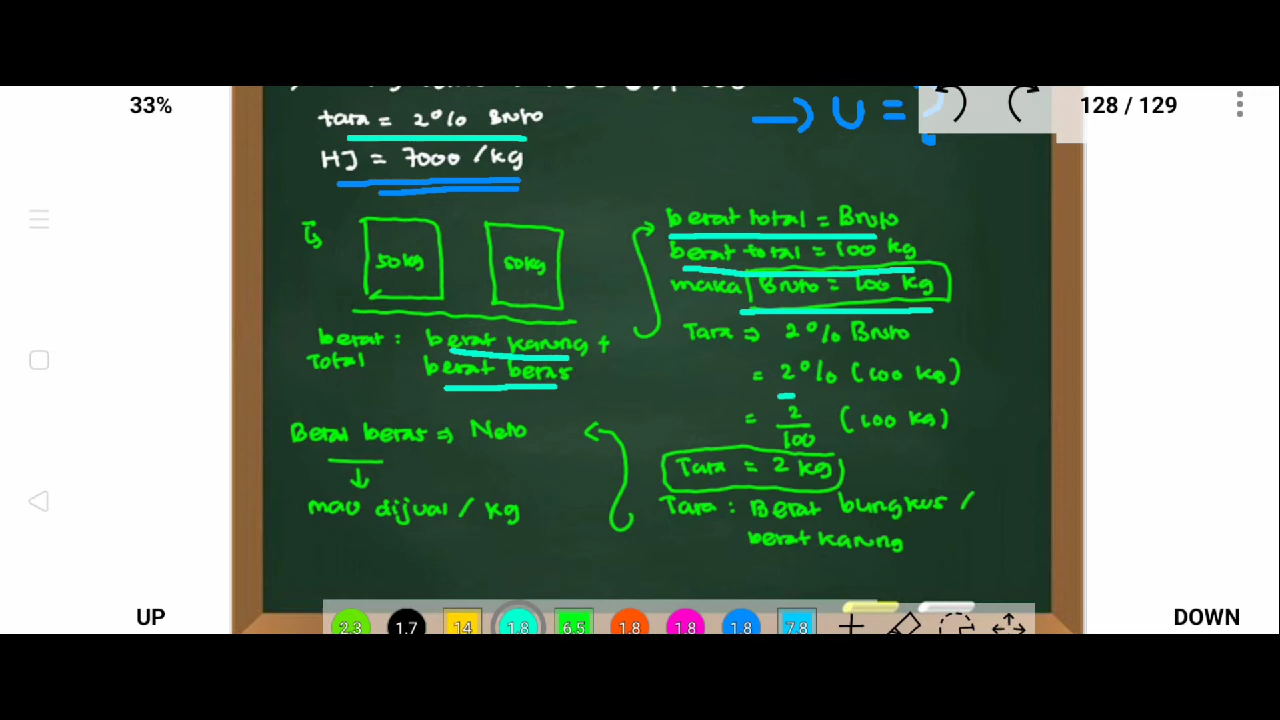 33%
128 / 129
tara = 2% Bruto
→ U = ?
HJ = 7000 / kg
50kg
50kg
berat : berat karung +
Total berat beras
Berat beras ⇒ Neto
↓
mau dijual / kg
berat total = Bruto
berat total = 100 kg
maka Bruto = 100 kg
Tara ⇒ 2% Bruto
= 2% (100 kg)
= 2/100 (100 kg)
Tara = 2 kg
Tara : Berat bungkus /
berat karung
UP
DOWN
2.3 1.7 14 1.8 6.5 1.8 1.8 1.8 7.8